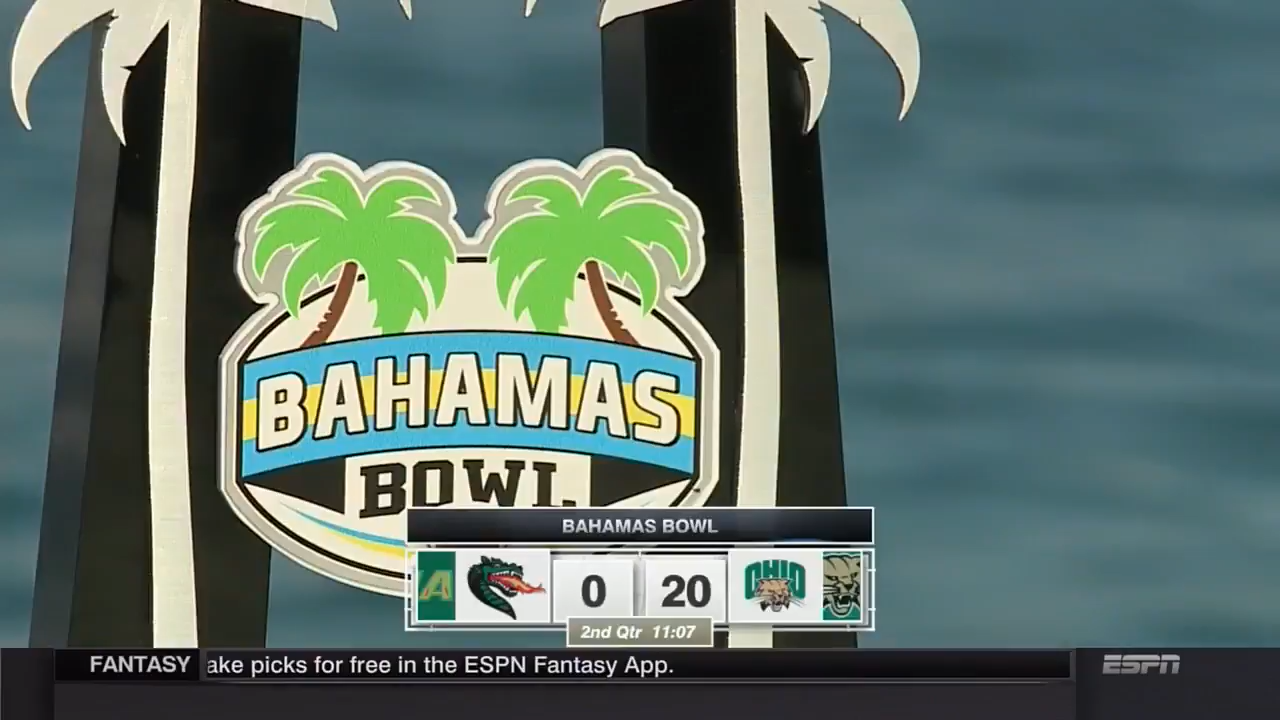 BAHAMAS
BOWL
BAHAMAS BOWL
0
20
OHIO
2nd Qtr 11:07
FANTASY
ake picks for free in the ESPN Fantasy App.
ESPN